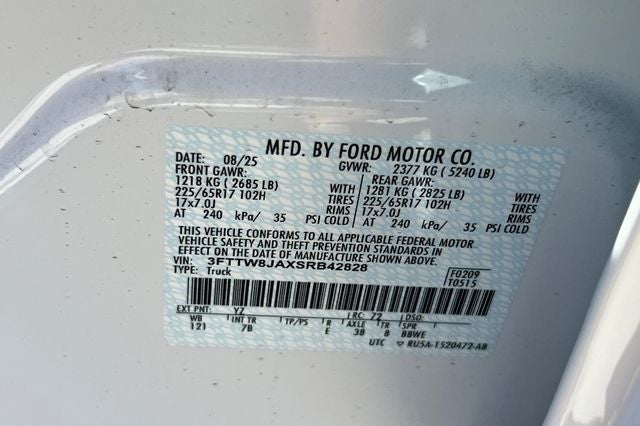 MFD. BY FORD MOTOR CO.
DATE: 08/25 GVWR: 2377 KG ( 5240 LB)
FRONT GAWR: REAR GAWR:
1218 KG ( 2685 LB) 1281 KG ( 2825 LB)
225/65R17 102H TIRES 225/65R17 102H TIRES
17x7.0J RIMS 17x7.0J RIMS
AT 240 kPa/ 35 PSI COLD AT 240 kPa/ 35 PSI COLD
THIS VEHICLE CONFORMS TO ALL APPLICABLE FEDERAL MOTOR
VEHICLE SAFETY AND THEFT PREVENTION STANDARDS IN
EFFECT ON THE DATE OF MANUFACTURE SHOWN ABOVE.
VIN: 3FTTW8JAXSRB42828 F0209
TYPE: Truck T0515
EXT PNT: YZ RC: 72 DSO:
WB INT TR TP/PS R AXLE TR SPR
121 7B E 38 8 BBWE
UTC ▽ RU5A-1520472-AB